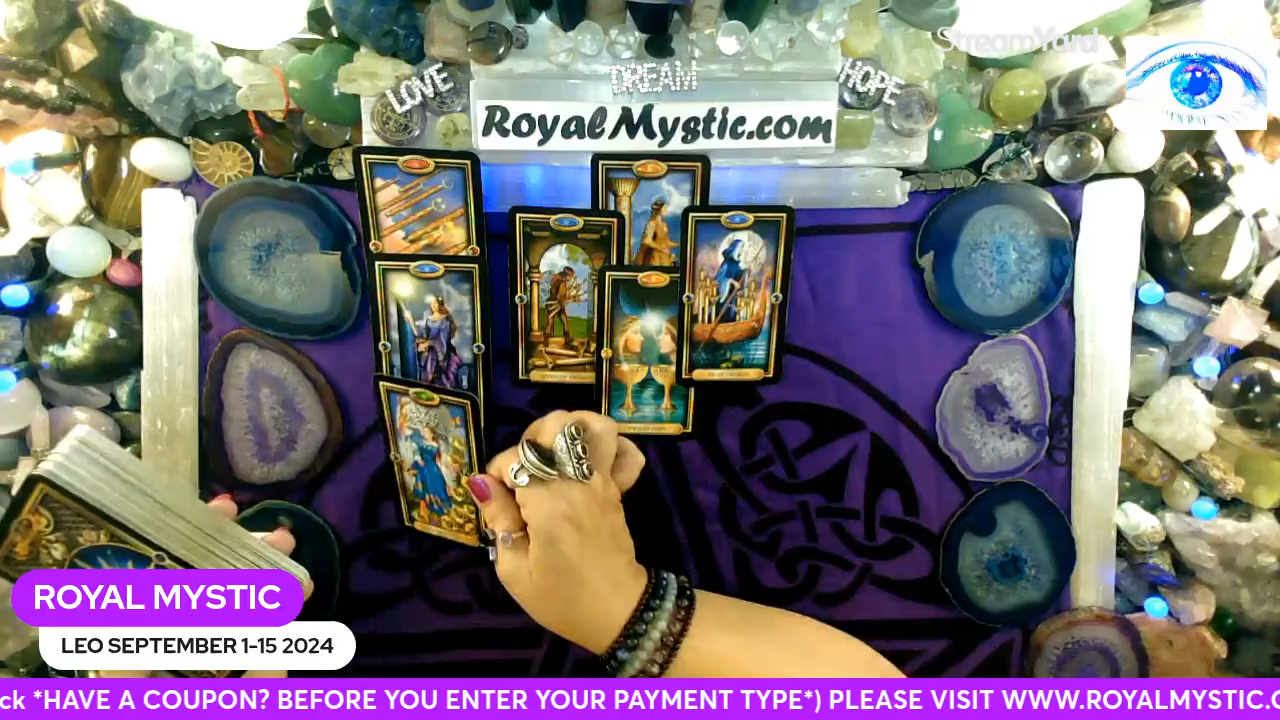 StreamYard
LOVE
DREAM
HOPE
RoyalMystic.com
ROYAL MYSTIC
LEO SEPTEMBER 1-15 2024
ck *HAVE A COUPON? BEFORE YOU ENTER YOUR PAYMENT TYPE*) PLEASE VISIT WWW.ROYALMYSTIC.C